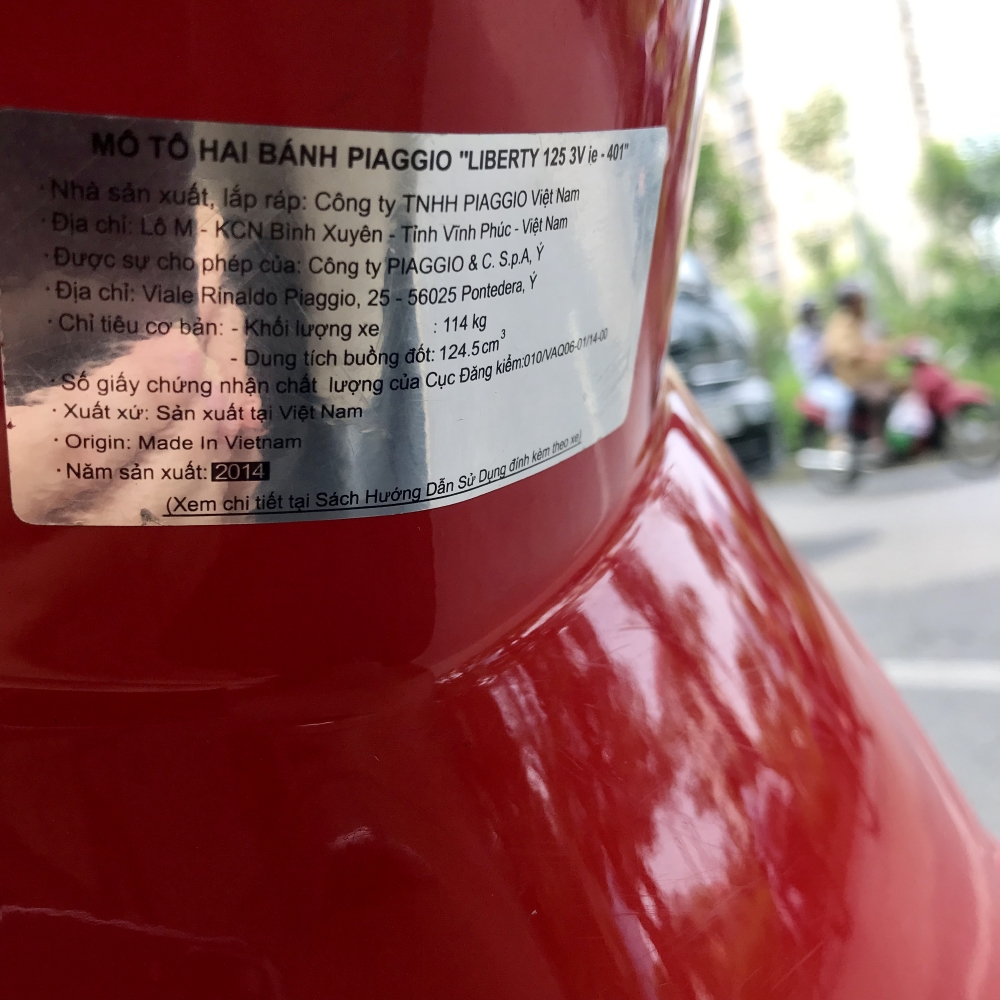 MÔ TÔ HAI BÁNH PIAGGIO "LIBERTY 125 3V ie - 401"
· Nhà sản xuất, lắp ráp: Công ty TNHH PIAGGIO Việt Nam
· Địa chỉ: Lô M - KCN Bình Xuyên - Tỉnh Vĩnh Phúc - Việt Nam
· Được sự cho phép của: Công ty PIAGGIO & C. S.p.A, Ý
· Địa chỉ: Viale Rinaldo Piaggio, 25 - 56025 Pontedera, Ý
· Chỉ tiêu cơ bản: - Khối lượng xe : 114 kg
- Dung tích buồng đốt: 124.5 cm³
· Số giấy chứng nhận chất lượng của Cục Đăng kiểm:010/VAQ06-01/14-00
· Xuất xứ: Sản xuất tại Việt Nam
· Origin: Made In Vietnam
· Năm sản xuất: 2014
(Xem chi tiết tại Sách Hướng Dẫn Sử Dụng đính kèm theo xe)